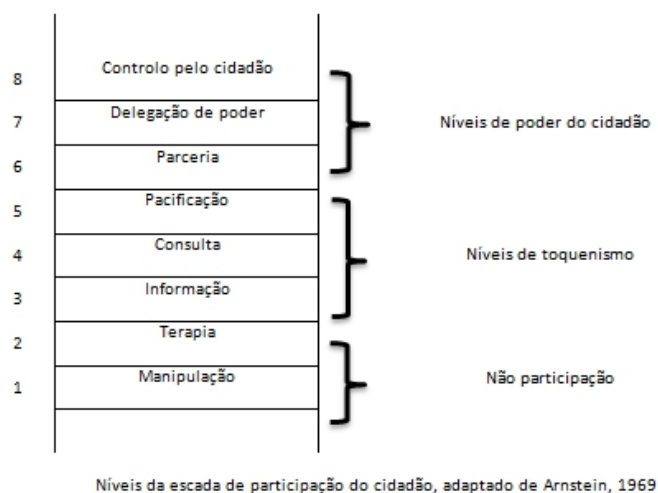 8 Controlo pelo cidadão
7 Delegação de poder
6 Parceria
Níveis de poder do cidadão
5 Pacificação
4 Consulta
3 Informação
Níveis de toquenismo
2 Terapia
1 Manipulação
Não participação
Níveis da escada de participação do cidadão, adaptado de Arnstein, 1969